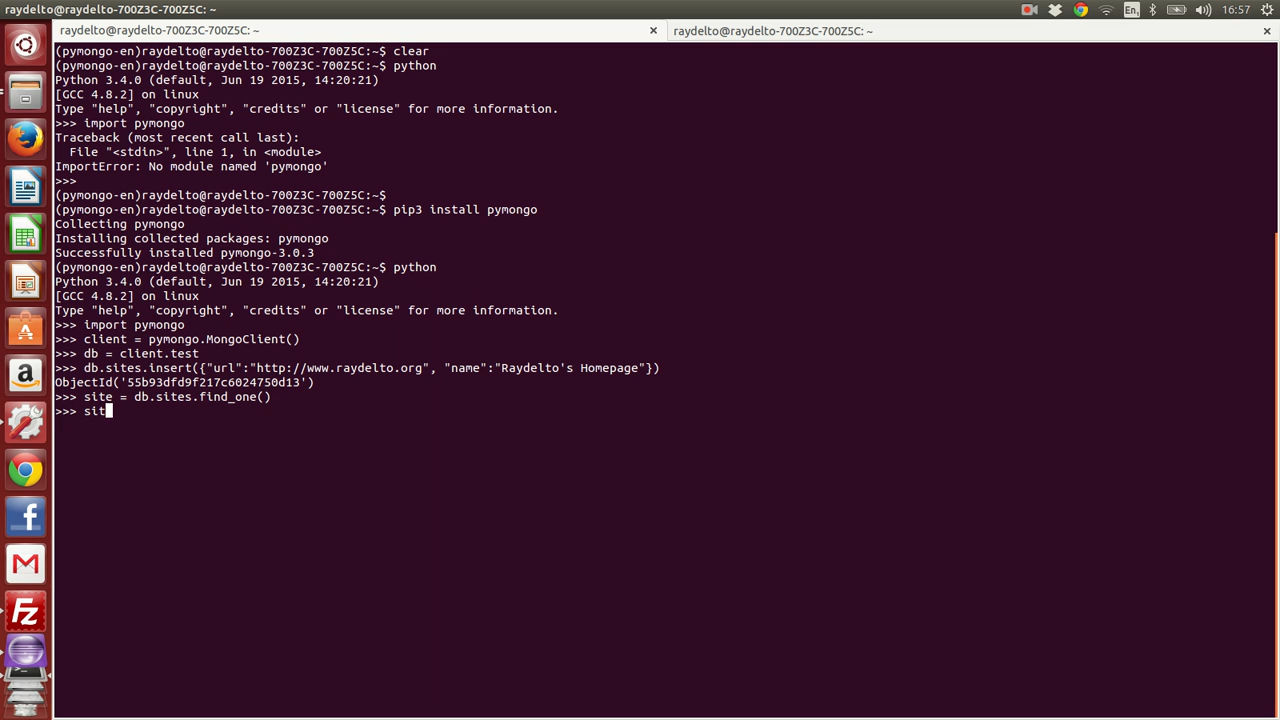 raydelto@raydelto-700Z3C-700Z5C: ~
En1
16:57
raydelto@raydelto-700Z3C-700Z5C: ~
raydelto@raydelto-700Z3C-700Z5C: ~
(pymongo-en)raydelto@raydelto-700Z3C-700Z5C:~$ clear
(pymongo-en)raydelto@raydelto-700Z3C-700Z5C:~$ python
Python 3.4.0 (default, Jun 19 2015, 14:20:21)
[GCC 4.8.2] on linux
Type "help", "copyright", "credits" or "license" for more information.
>>> import pymongo
Traceback (most recent call last):
  File "<stdin>", line 1, in <module>
ImportError: No module named 'pymongo'
>>>
(pymongo-en)raydelto@raydelto-700Z3C-700Z5C:~$
(pymongo-en)raydelto@raydelto-700Z3C-700Z5C:~$ pip3 install pymongo
Collecting pymongo
Installing collected packages: pymongo
Successfully installed pymongo-3.0.3
(pymongo-en)raydelto@raydelto-700Z3C-700Z5C:~$ python
Python 3.4.0 (default, Jun 19 2015, 14:20:21)
[GCC 4.8.2] on linux
Type "help", "copyright", "credits" or "license" for more information.
>>> import pymongo
>>> client = pymongo.MongoClient()
>>> db = client.test
>>> db.sites.insert({"url":"http://www.raydelto.org", "name":"Raydelto's Homepage"})
ObjectId('55b93dfd9f217c6024750d13')
>>> site = db.sites.find_one()
>>> sit